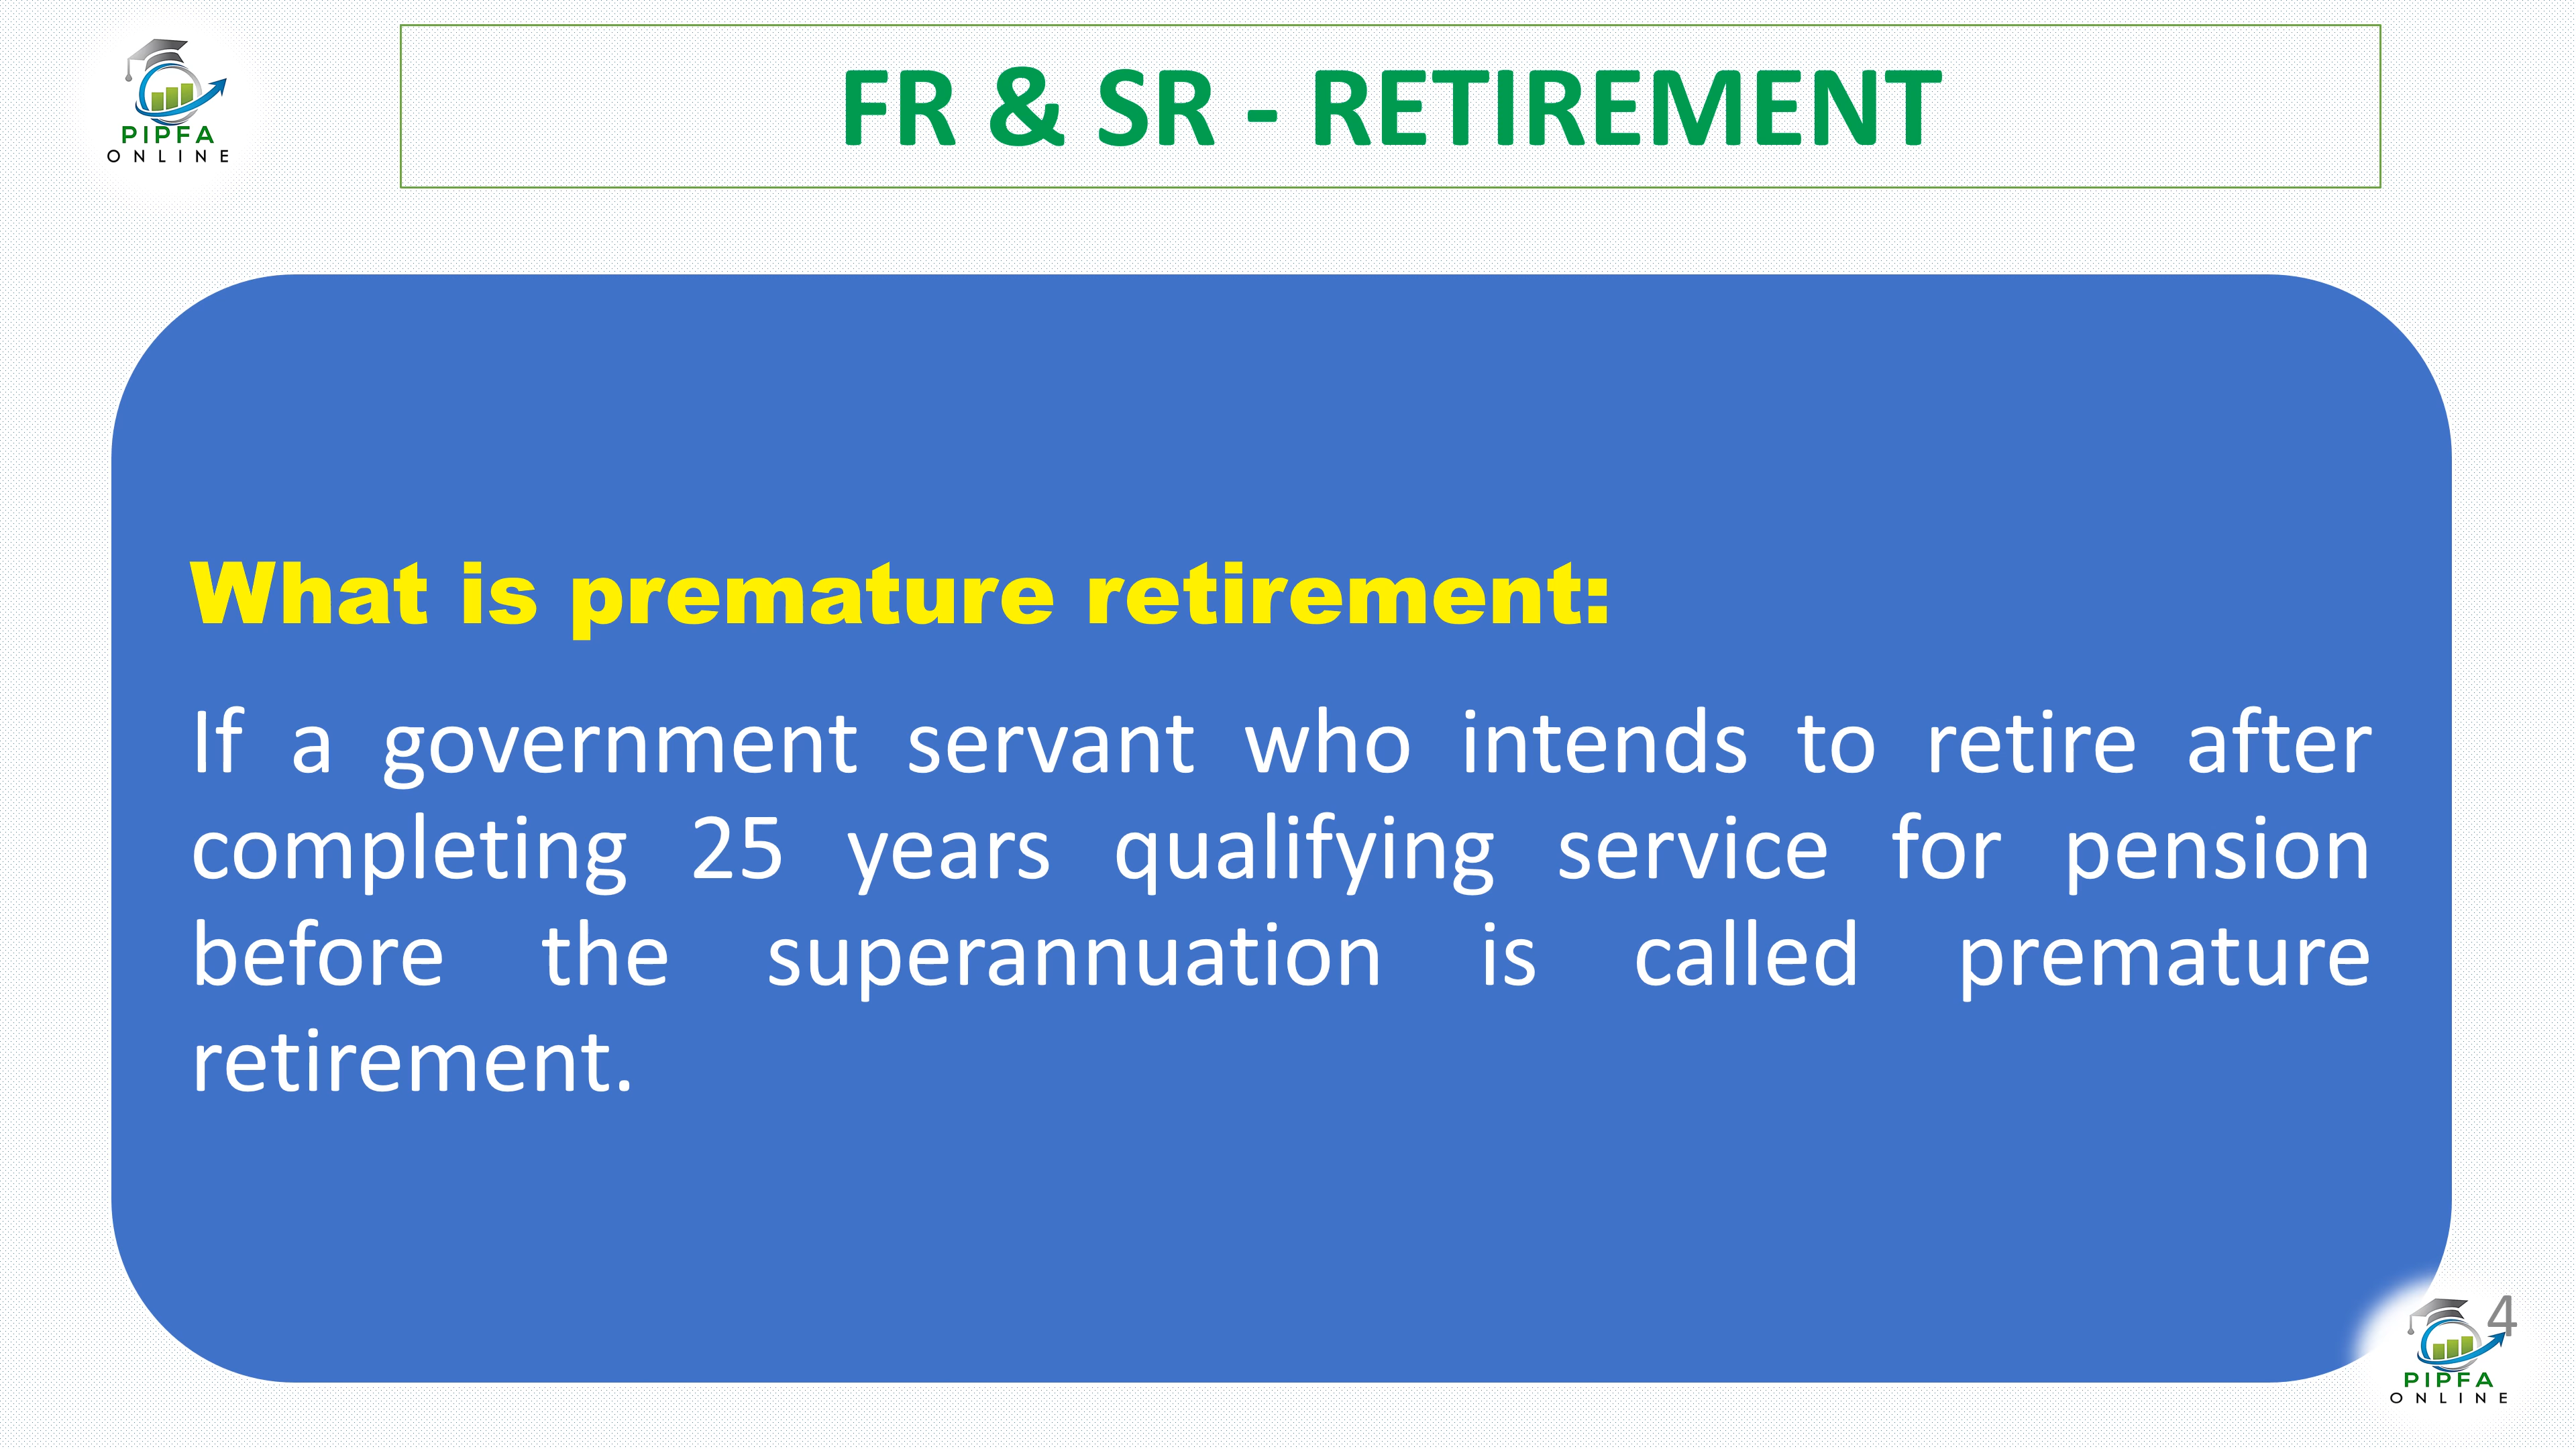 PIPFA
ONLINE
FR & SR - RETIREMENT
What is premature retirement:
If a government servant who intends to retire after
completing 25 years qualifying service for pension
before the superannuation is called premature
retirement.
4
PIPFA
ONLINE